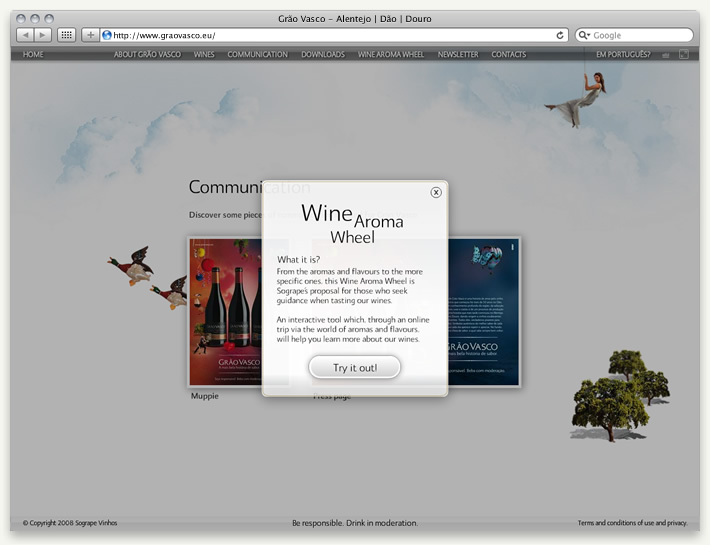 Grão Vasco – Alentejo | Dão | Douro
http://www.graovasco.eu/
Google
HOME ABOUT GRÃO VASCO WINES COMMUNICATION DOWNLOADS WINE AROMA WHEEL NEWSLETTER CONTACTS EM PORTUGUÊS?
Communication
Discover some piece
Wine Aroma
Wheel
What it is?
From the aromas and flavours to the more
specific ones, this Wine Aroma Wheel is
Sogrape's proposal for those who seek
guidance when tasting our wines.
An interactive tool which, through an online
trip via the world of aromas and flavours,
will help you learn more about our wines.
Try it out!
GRÃO VASCO
GRÃO VASCO
A mais bela história de sabor.
Muppie
Press page
© Copyright 2008 Sogrape Vinhos
Be responsible. Drink in moderation.
Terms and conditions of use and privacy.